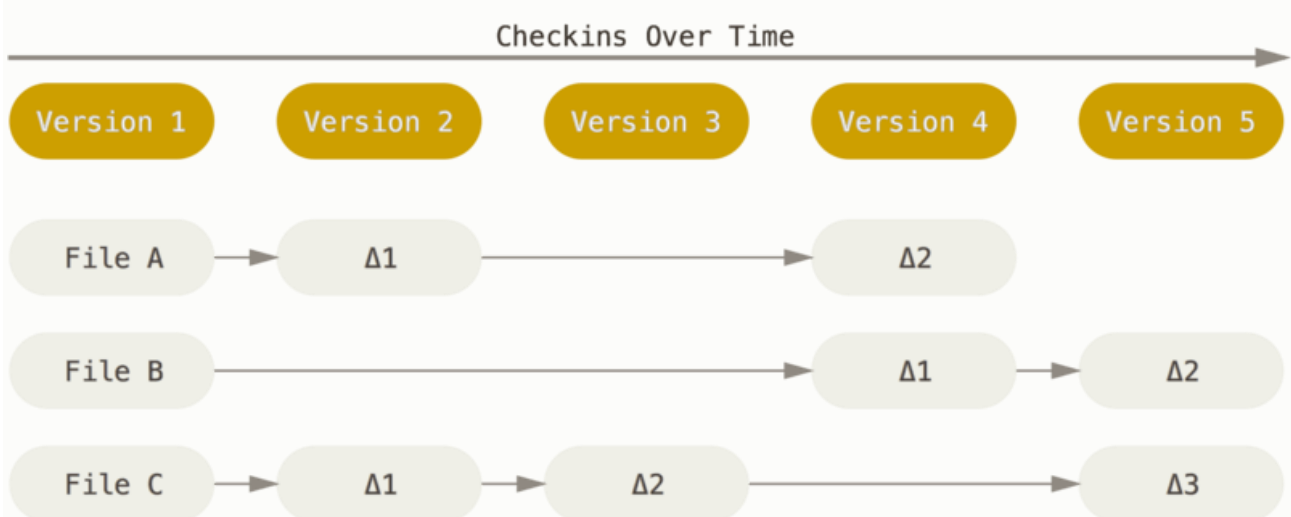 Checkins Over Time
Version 1 Version 2 Version 3 Version 4 Version 5
File A Δ1 Δ2
File B Δ1 Δ2
File C Δ1 Δ2 Δ3